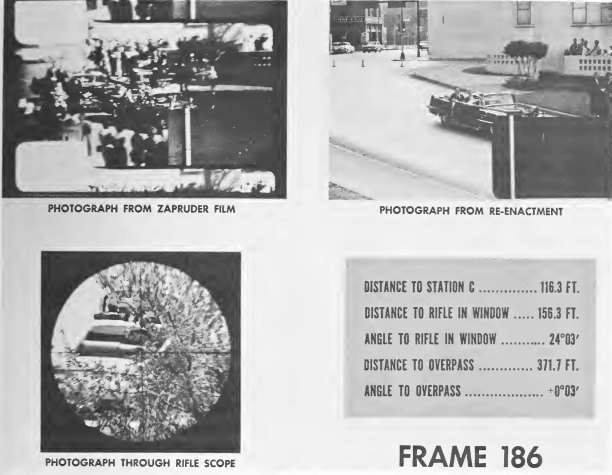 PHOTOGRAPH FROM ZAPRUDER FILM
PHOTOGRAPH FROM RE-ENACTMENT
PHOTOGRAPH THROUGH RIFLE SCOPE
DISTANCE TO STATION C .............. 116.3 FT.
DISTANCE TO RIFLE IN WINDOW ..... 156.3 FT.
ANGLE TO RIFLE IN WINDOW ........... 24°03′
DISTANCE TO OVERPASS ............. 371.7 FT.
ANGLE TO OVERPASS .................... +0°03′
FRAME 186